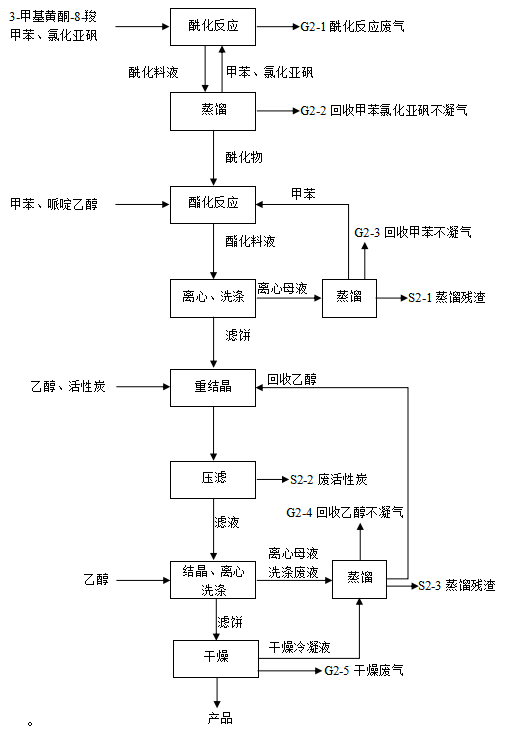 3-甲基黄酮-8-羧
甲苯、氯化亚矾
酰化反应
G2-1 酰化反应废气
酰化料液
甲苯、氯化亚矾
蒸馏
G2-2 回收甲苯氯化亚矾不凝气
酰化物
甲苯
甲苯、哌啶乙醇
酯化反应
G2-3 回收甲苯不凝气
酯化料液
离心、洗涤
离心母液
蒸馏
S2-1 蒸馏残渣
滤饼
乙醇、活性炭
重结晶
回收乙醇
压滤
S2-2 废活性炭
G2-4 回收乙醇不凝气
滤液
乙醇
结晶、离心
洗涤
离心母液
洗涤废液
蒸馏
S2-3 蒸馏残渣
滤饼
干燥
干燥冷凝液
G2-5 干燥废气
产品
。